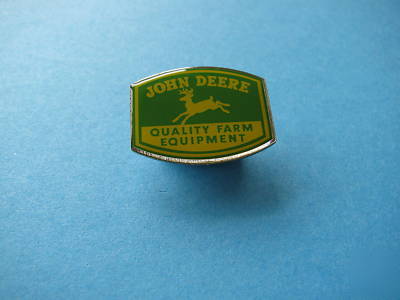 JOHN DEERE
QUALITY FARM
EQUIPMENT